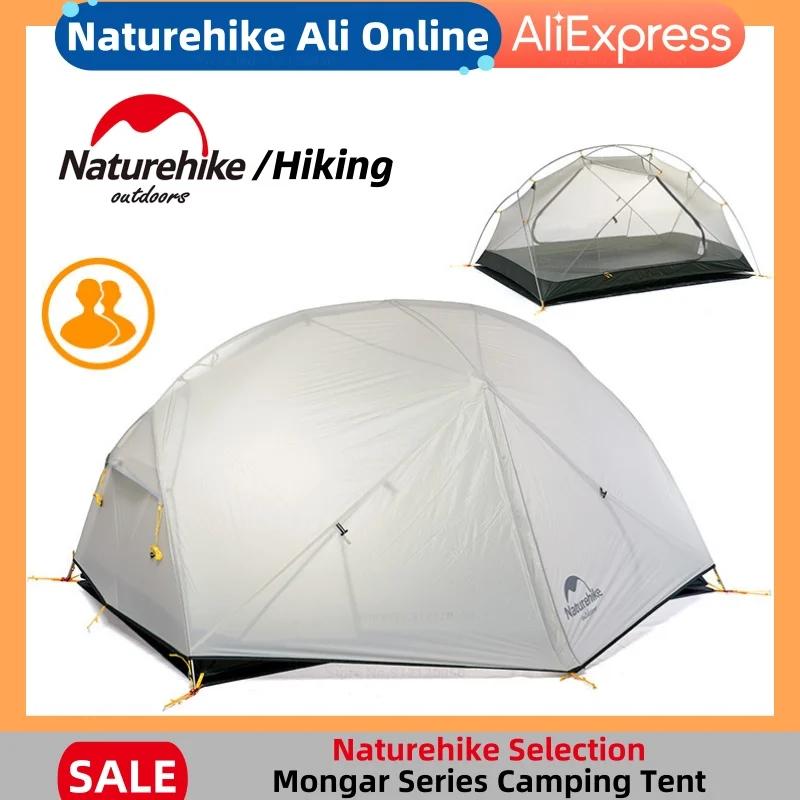 Naturehike Ali Online
AliExpress
Naturehike /Hiking
outdoors
Naturehike
SALE
Naturehike Selection
Mongar Series Camping Tent